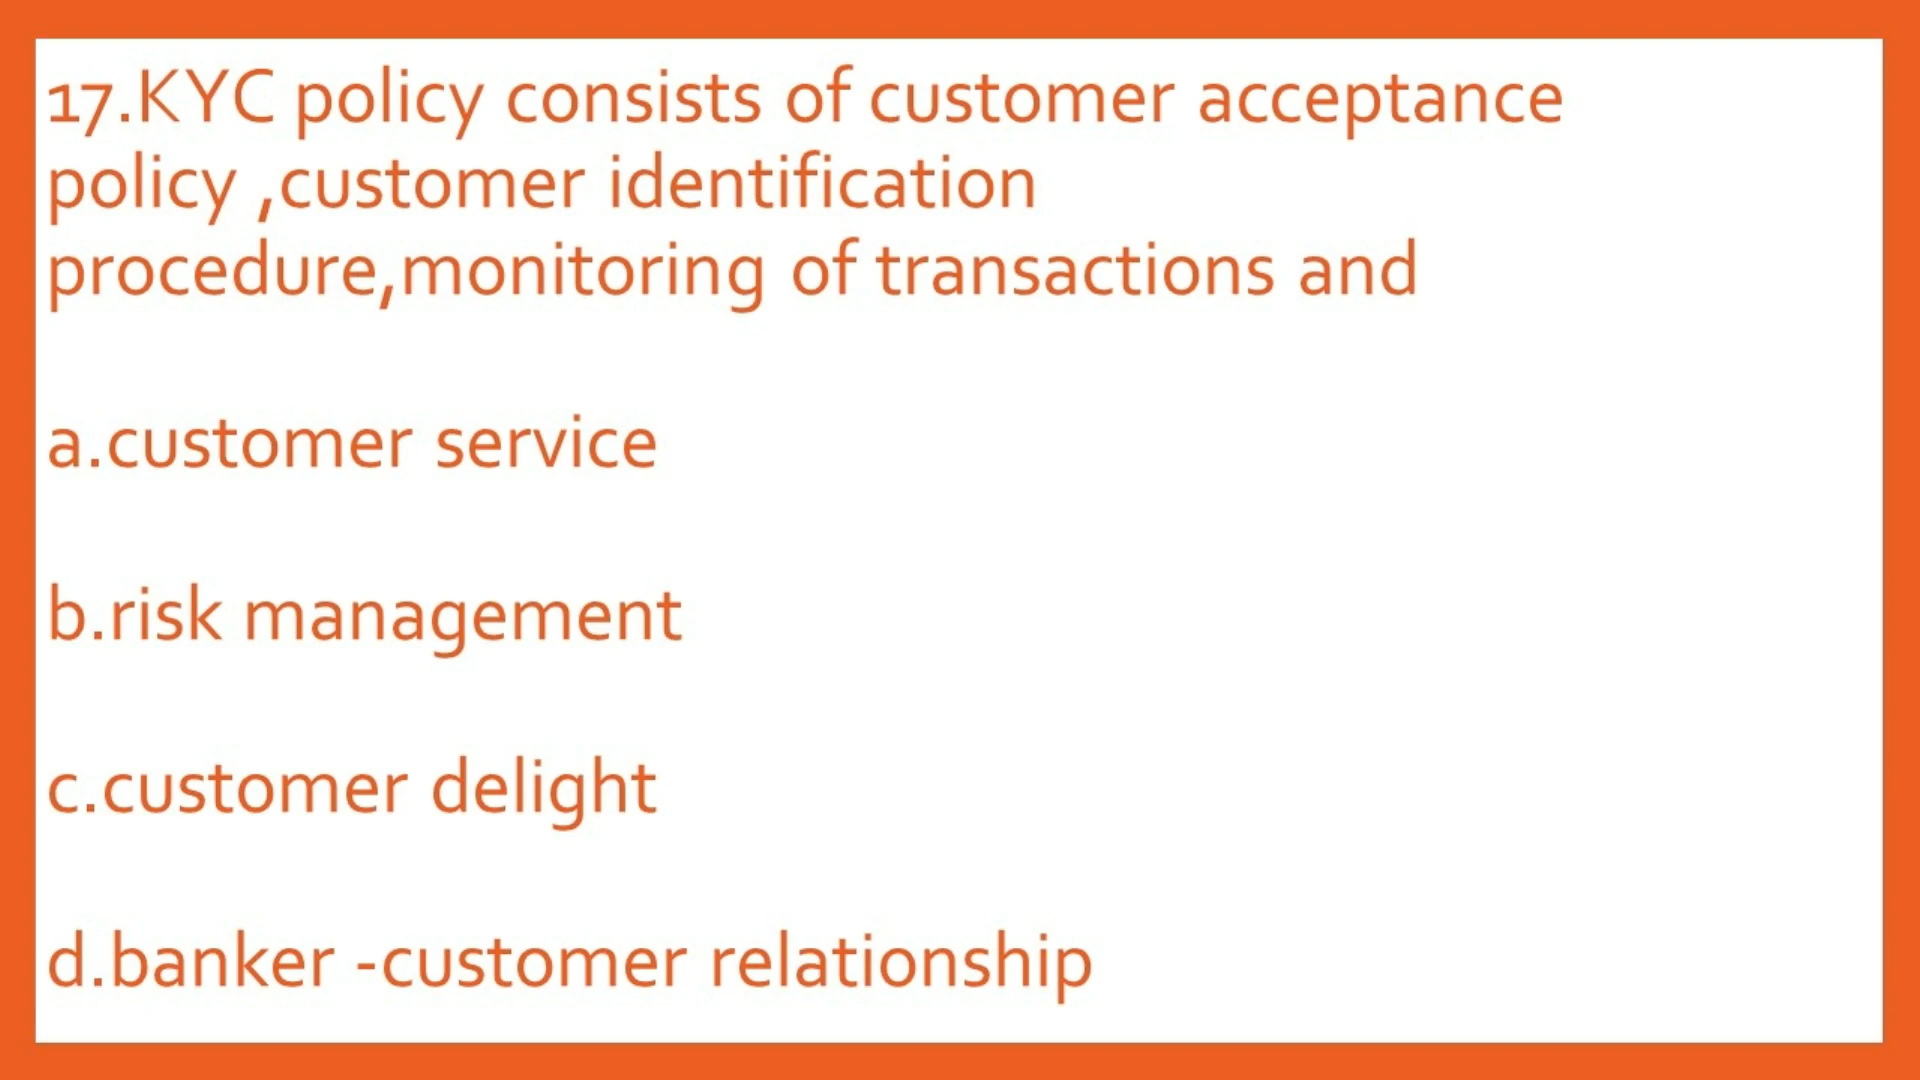 17.KYC policy consists of customer acceptance
policy ,customer identification
procedure,monitoring of transactions and
a.customer service
b.risk management
c.customer delight
d.banker -customer relationship